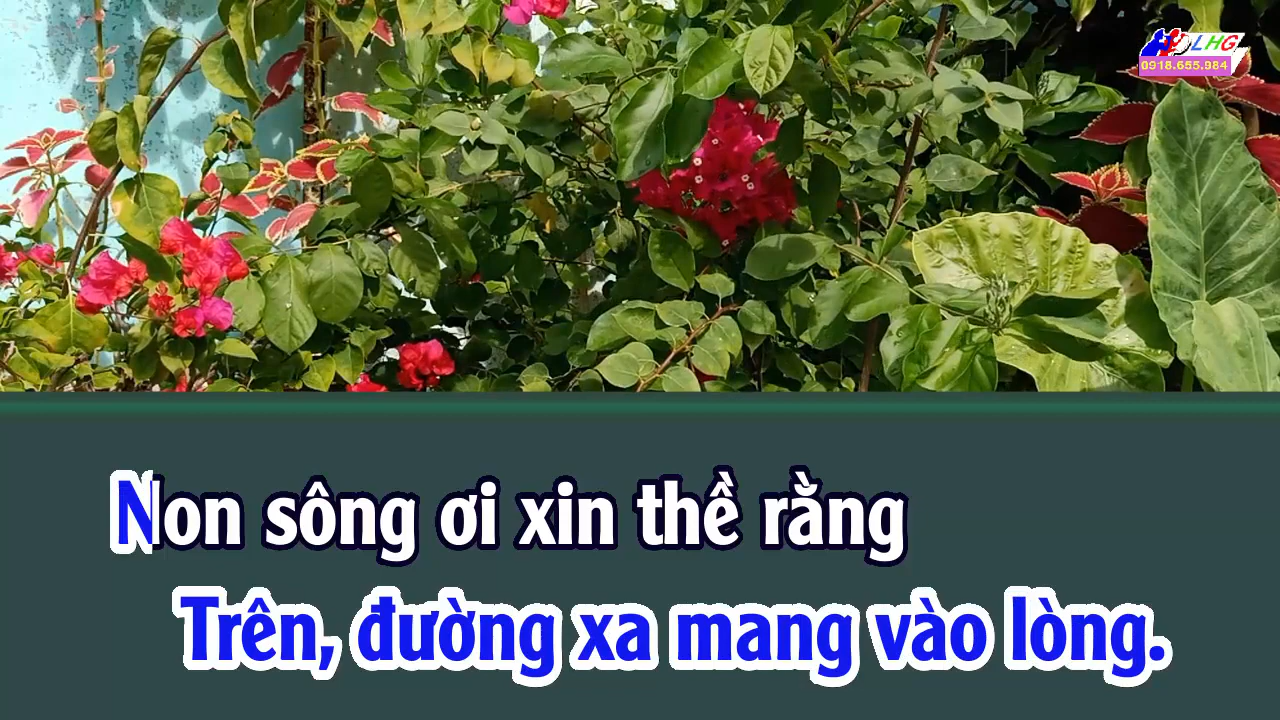 LHG
0918.655.984
Non sông ơi xin thề rằng
Trên, đường xa mang vào lòng.